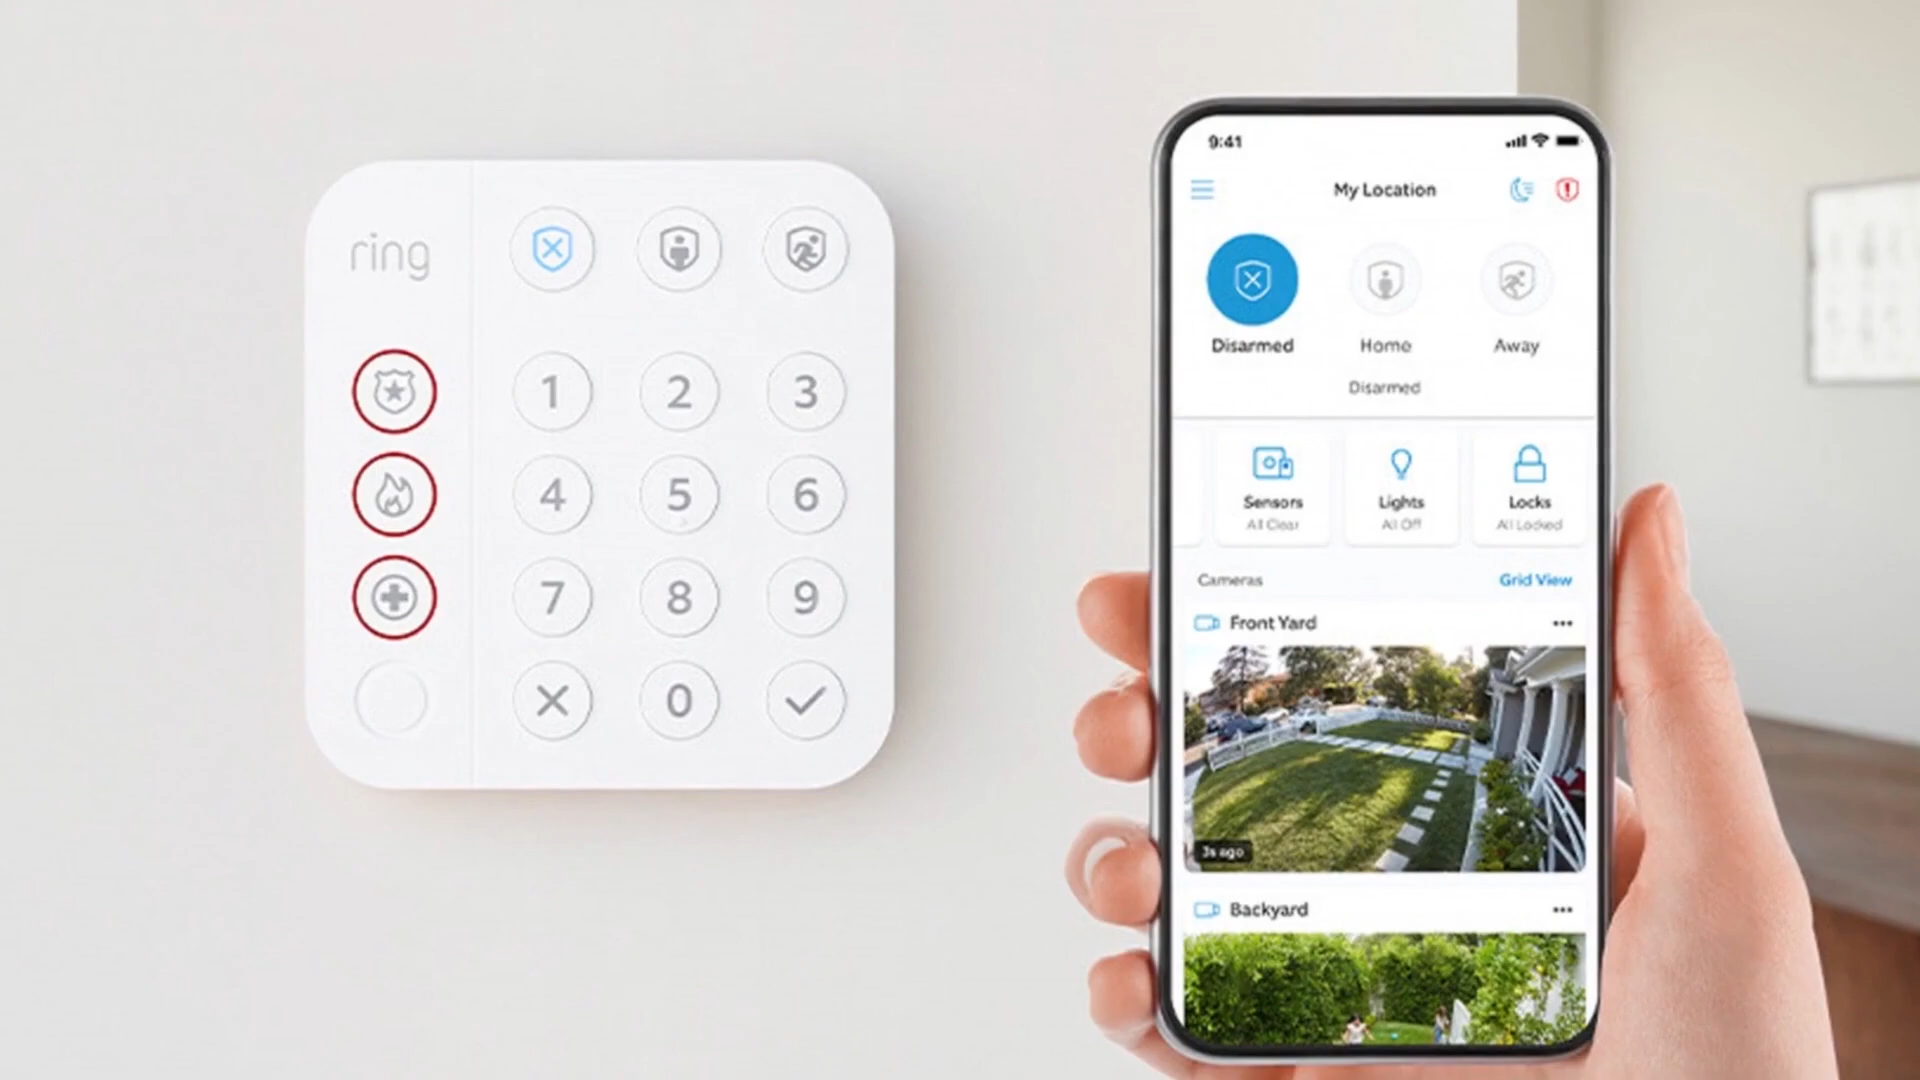 ring
1 2 3
4 5 6
7 8 9
0
9:41
My Location
Disarmed Home Away
Disarmed
Sensors Lights Locks
All Clear All Off All Locked
Cameras Grid View
Front Yard
3s ago
Backyard